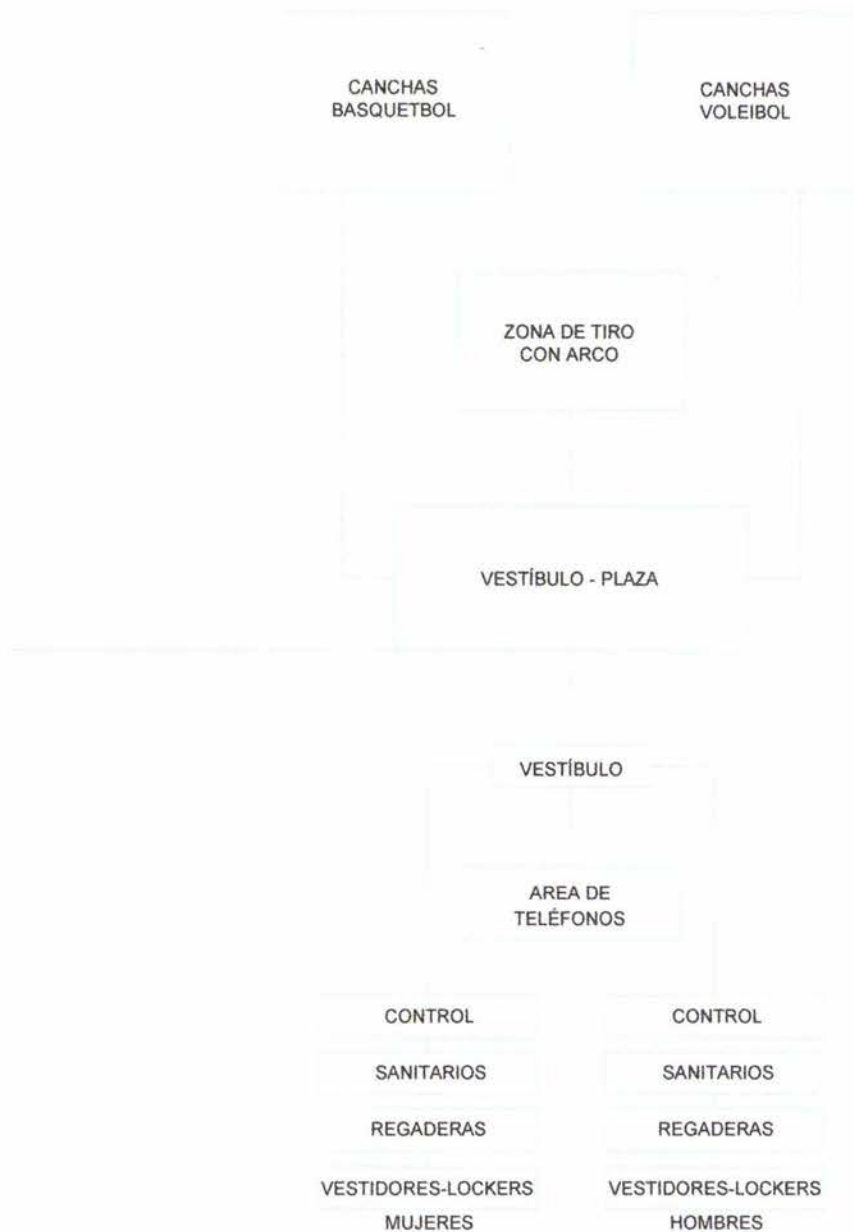 CANCHAS
BASQUETBOL
CANCHAS
VOLEIBOL
ZONA DE TIRO
CON ARCO
VESTÍBULO - PLAZA
VESTÍBULO
AREA DE
TELÉFONOS
CONTROL
SANITARIOS
REGADERAS
VESTIDORES-LOCKERS
MUJERES
CONTROL
SANITARIOS
REGADERAS
VESTIDORES-LOCKERS
HOMBRES